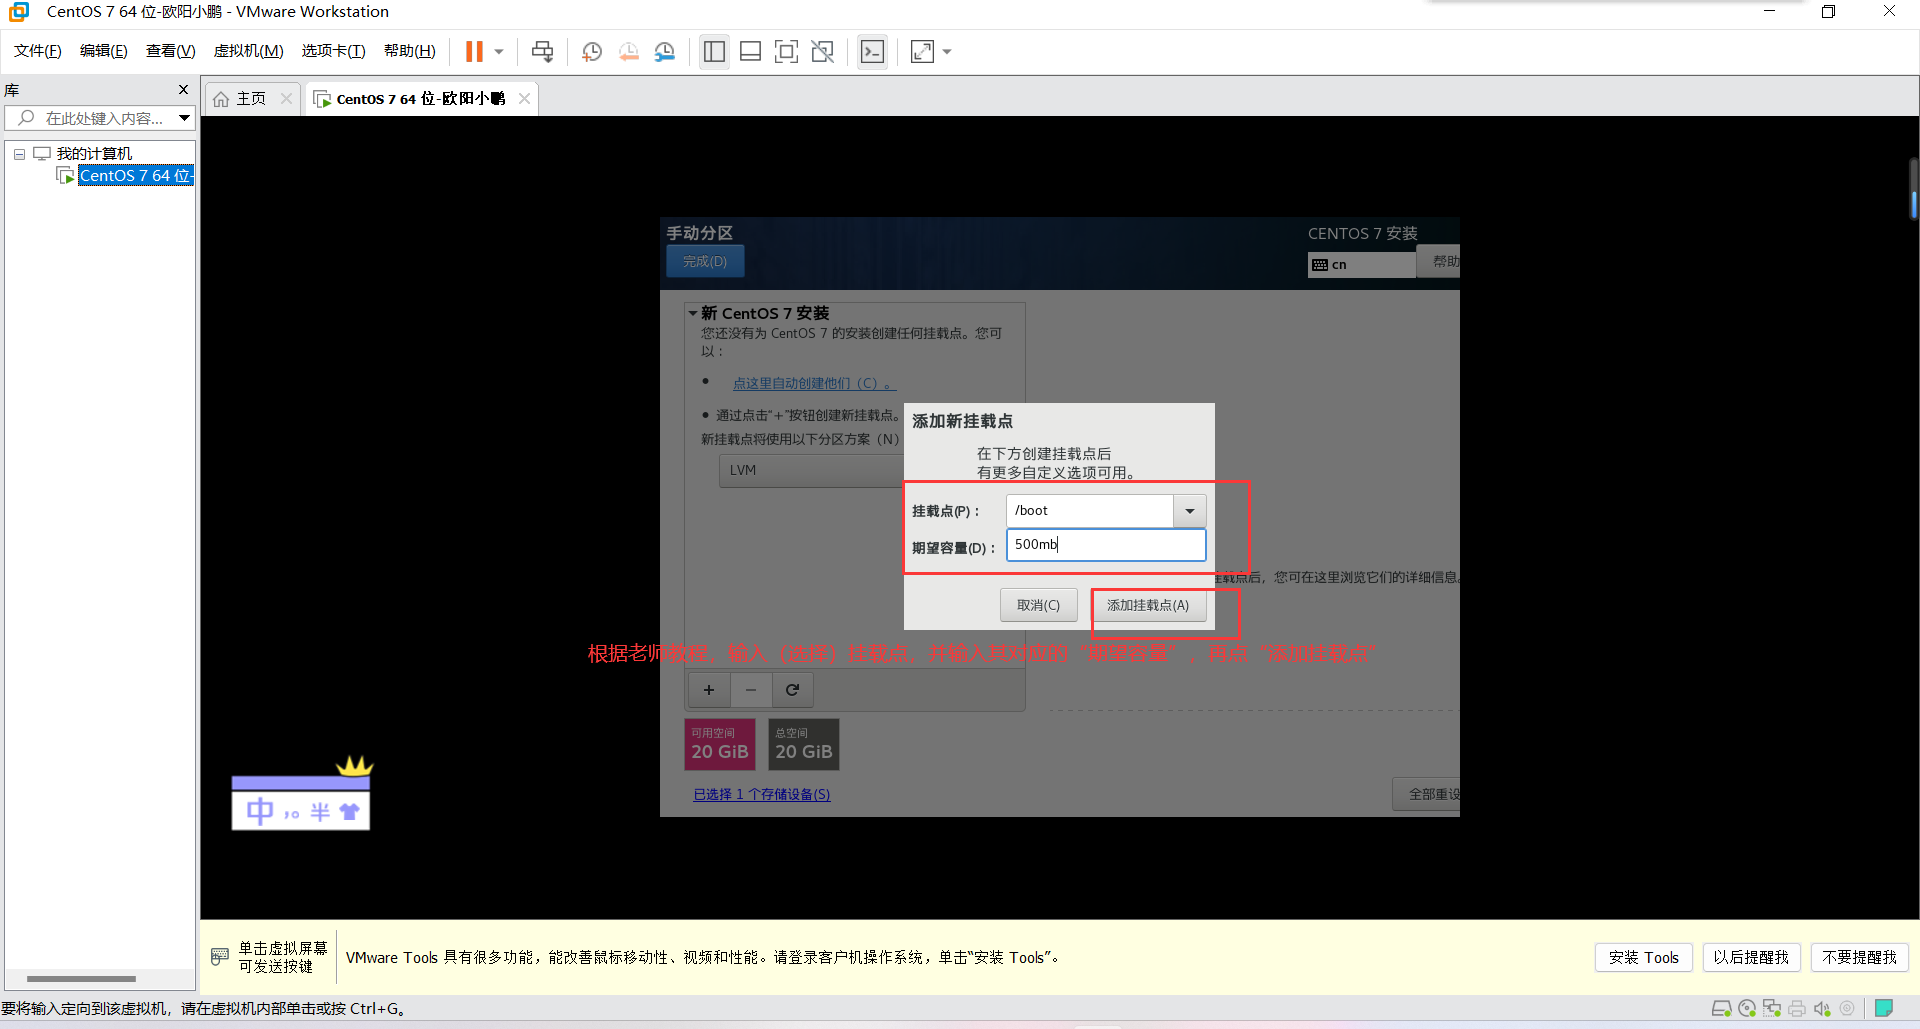 CentOS 7 64 位-欧阳小鹏 - VMware Workstation
文件(F) 编辑(E) 查看(V) 虚拟机(M) 选项卡(T) 帮助(H)
库
在此处键入内容...
主页
CentOS 7 64 位-欧阳小鹏
我的计算机
CentOS 7 64 位-
手动分区
CENTOS 7 安装
完成(D)
cn
帮助
新 CentOS 7 安装
您还没有为 CentOS 7 的安装创建任何挂载点。您可
以：
点这里自动创建他们（C）。
通过点击“+”按钮创建新挂载点。
新挂载点将使用以下分区方案（N）
LVM
添加新挂载点
在下方创建挂载点后
有更多自定义选项可用。
挂载点(P)：
/boot
期望容量(D)：
500mb
挂载点后，您可在这里浏览它们的详细信息。
取消(C)
添加挂载点(A)
根据老师教程，输入（选择）挂载点，并输入其对应的“期望容量”，再点“添加挂载点”
+ −
可用空间
20 GiB
总空间
20 GiB
已选择 1 个存储设备(S)
全部重设
中 ，。 半
单击虚拟屏幕
可发送按键
VMware Tools 具有很多功能，能改善鼠标移动性、视频和性能。请登录客户机操作系统，单击“安装 Tools”。
安装 Tools
以后提醒我
不要提醒我
要将输入定向到该虚拟机，请在虚拟机内部单击或按 Ctrl+G。